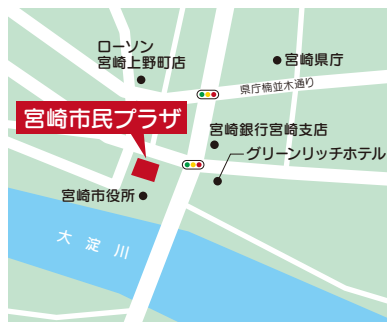 ローソン
宮崎上野町店
宮崎県庁
県庁楠並木通り
宮崎市民プラザ
宮崎銀行宮崎支店
グリーンリッチホテル
宮崎市役所
大淀川